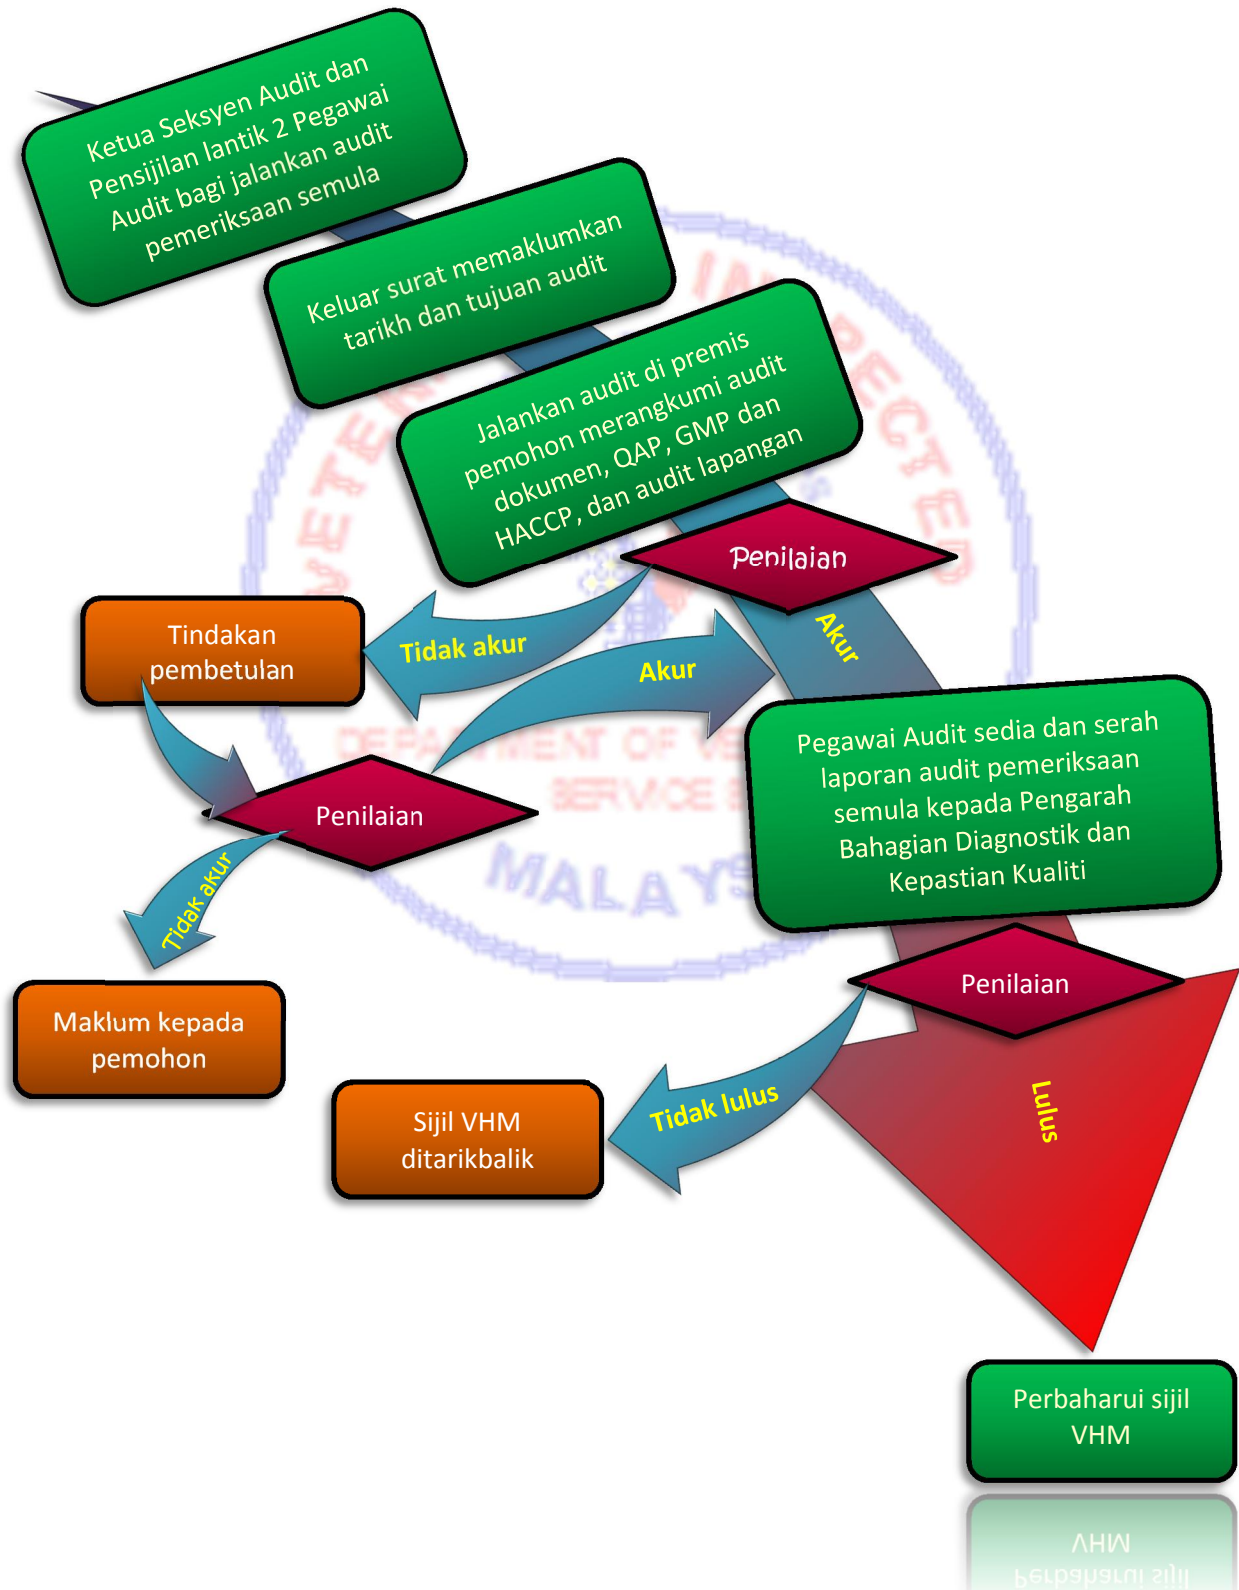 Ketua Seksyen Audit dan
Pensijilan lantik 2 Pegawai
Audit bagi jalankan audit
pemeriksaan semula
Keluar surat memaklumkan
tarikh dan tujuan audit
Jalankan audit di premis
pemohon merangkumi audit
dokumen, QAP, GMP dan
HACCP, dan audit lapangan
Penilaian
Akur
Tidak akur
Tindakan
pembetulan
Akur
Penilaian
Tidak akur
Maklum kepada
pemohon
Pegawai Audit sedia dan serah
laporan audit pemeriksaan
semula kepada Pengarah
Bahagian Diagnostik dan
Kepastian Kualiti
Penilaian
Tidak lulus
Sijil VHM
ditarikbalik
Lulus
Perbaharui sijil
VHM